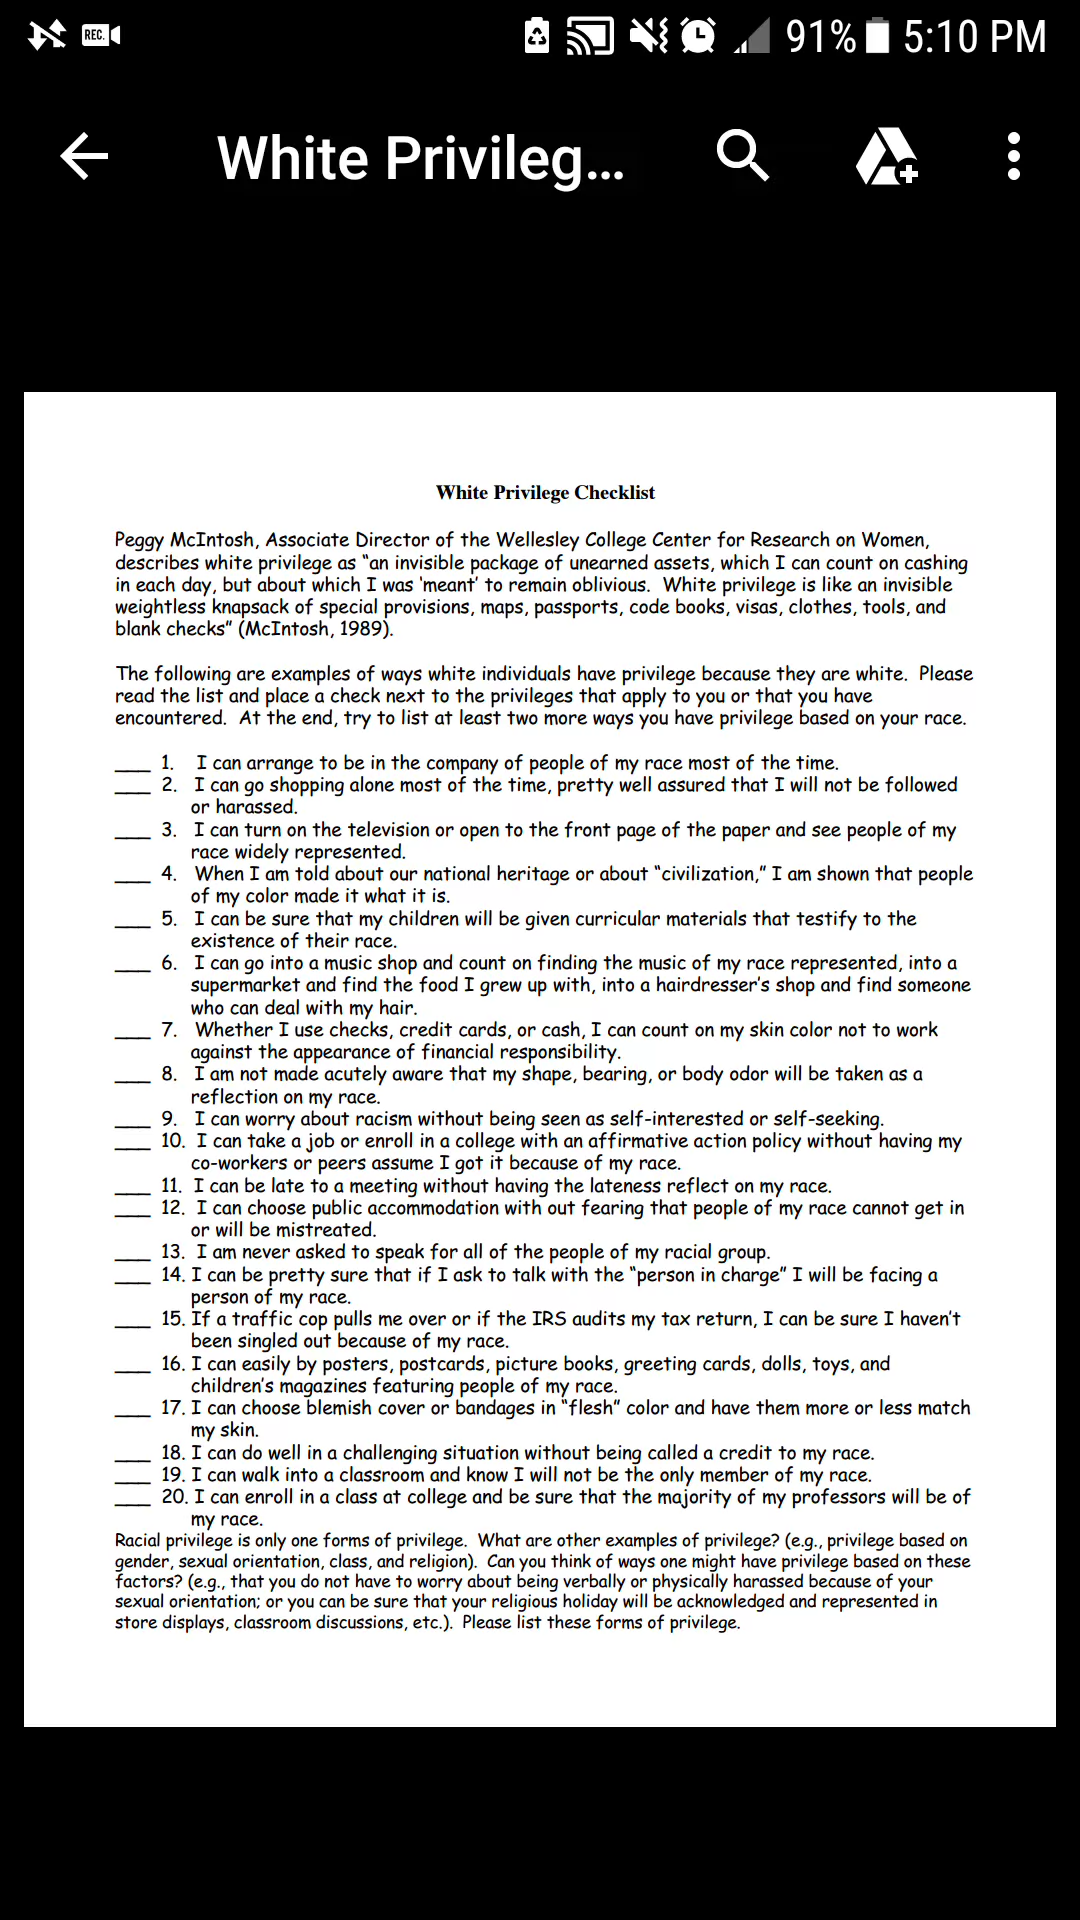 REC.
91% 5:10 PM
White Privileg...
White Privilege Checklist
Peggy McIntosh, Associate Director of the Wellesley College Center for Research on Women,
describes white privilege as “an invisible package of unearned assets, which I can count on cashing
in each day, but about which I was ‘meant’ to remain oblivious.  White privilege is like an invisible
weightless knapsack of special provisions, maps, passports, code books, visas, clothes, tools, and
blank checks” (McIntosh, 1989).
The following are examples of ways white individuals have privilege because they are white.  Please
read the list and place a check next to the privileges that apply to you or that you have
encountered.  At the end, try to list at least two more ways you have privilege based on your race.
___ 1.  I can arrange to be in the company of people of my race most of the time.
___ 2.  I can go shopping alone most of the time, pretty well assured that I will not be followed
or harassed.
___ 3.  I can turn on the television or open to the front page of the paper and see people of my
race widely represented.
___ 4.  When I am told about our national heritage or about “civilization,” I am shown that people
of my color made it what it is.
___ 5.  I can be sure that my children will be given curricular materials that testify to the
existence of their race.
___ 6.  I can go into a music shop and count on finding the music of my race represented, into a
supermarket and find the food I grew up with, into a hairdresser’s shop and find someone
who can deal with my hair.
___ 7.  Whether I use checks, credit cards, or cash, I can count on my skin color not to work
against the appearance of financial responsibility.
___ 8.  I am not made acutely aware that my shape, bearing, or body odor will be taken as a
reflection on my race.
___ 9.  I can worry about racism without being seen as self-interested or self-seeking.
___ 10.  I can take a job or enroll in a college with an affirmative action policy without having my
co-workers or peers assume I got it because of my race.
___ 11.  I can be late to a meeting without having the lateness reflect on my race.
___ 12.  I can choose public accommodation with out fearing that people of my race cannot get in
or will be mistreated.
___ 13.  I am never asked to speak for all of the people of my racial group.
___ 14. I can be pretty sure that if I ask to talk with the “person in charge” I will be facing a
person of my race.
___ 15. If a traffic cop pulls me over or if the IRS audits my tax return, I can be sure I haven’t
been singled out because of my race.
___ 16. I can easily by posters, postcards, picture books, greeting cards, dolls, toys, and
children’s magazines featuring people of my race.
___ 17. I can choose blemish cover or bandages in “flesh” color and have them more or less match
my skin.
___ 18. I can do well in a challenging situation without being called a credit to my race.
___ 19. I can walk into a classroom and know I will not be the only member of my race.
___ 20. I can enroll in a class at college and be sure that the majority of my professors will be of
my race.
Racial privilege is only one forms of privilege.  What are other examples of privilege? (e.g., privilege based on
gender, sexual orientation, class, and religion).  Can you think of ways one might have privilege based on these
factors? (e.g., that you do not have to worry about being verbally or physically harassed because of your
sexual orientation; or you can be sure that your religious holiday will be acknowledged and represented in
store displays, classroom discussions, etc.).  Please list these forms of privilege.